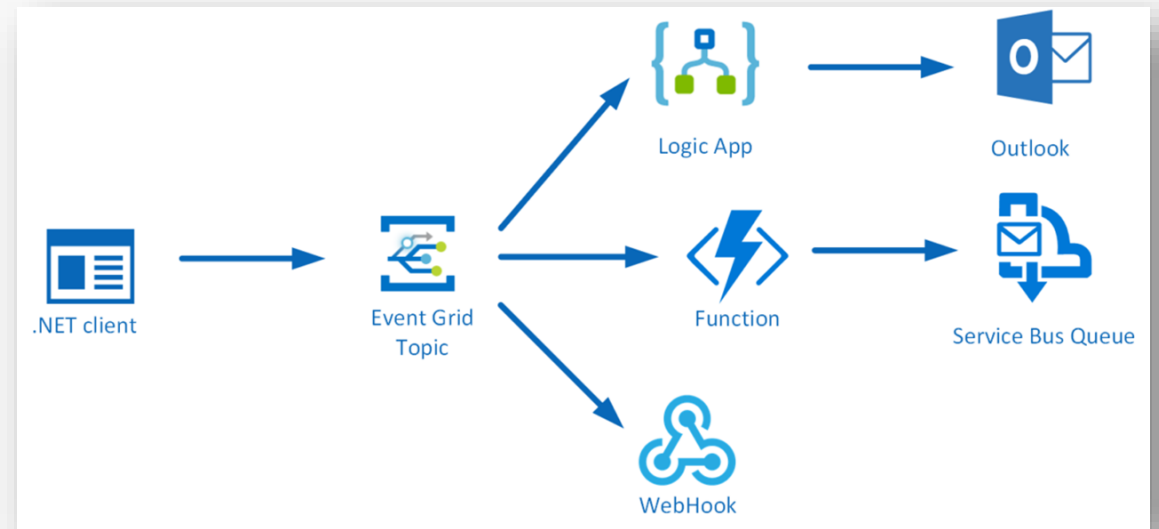 Logic App
Outlook
.NET client
Event Grid
Topic
Function
Service Bus Queue
WebHook